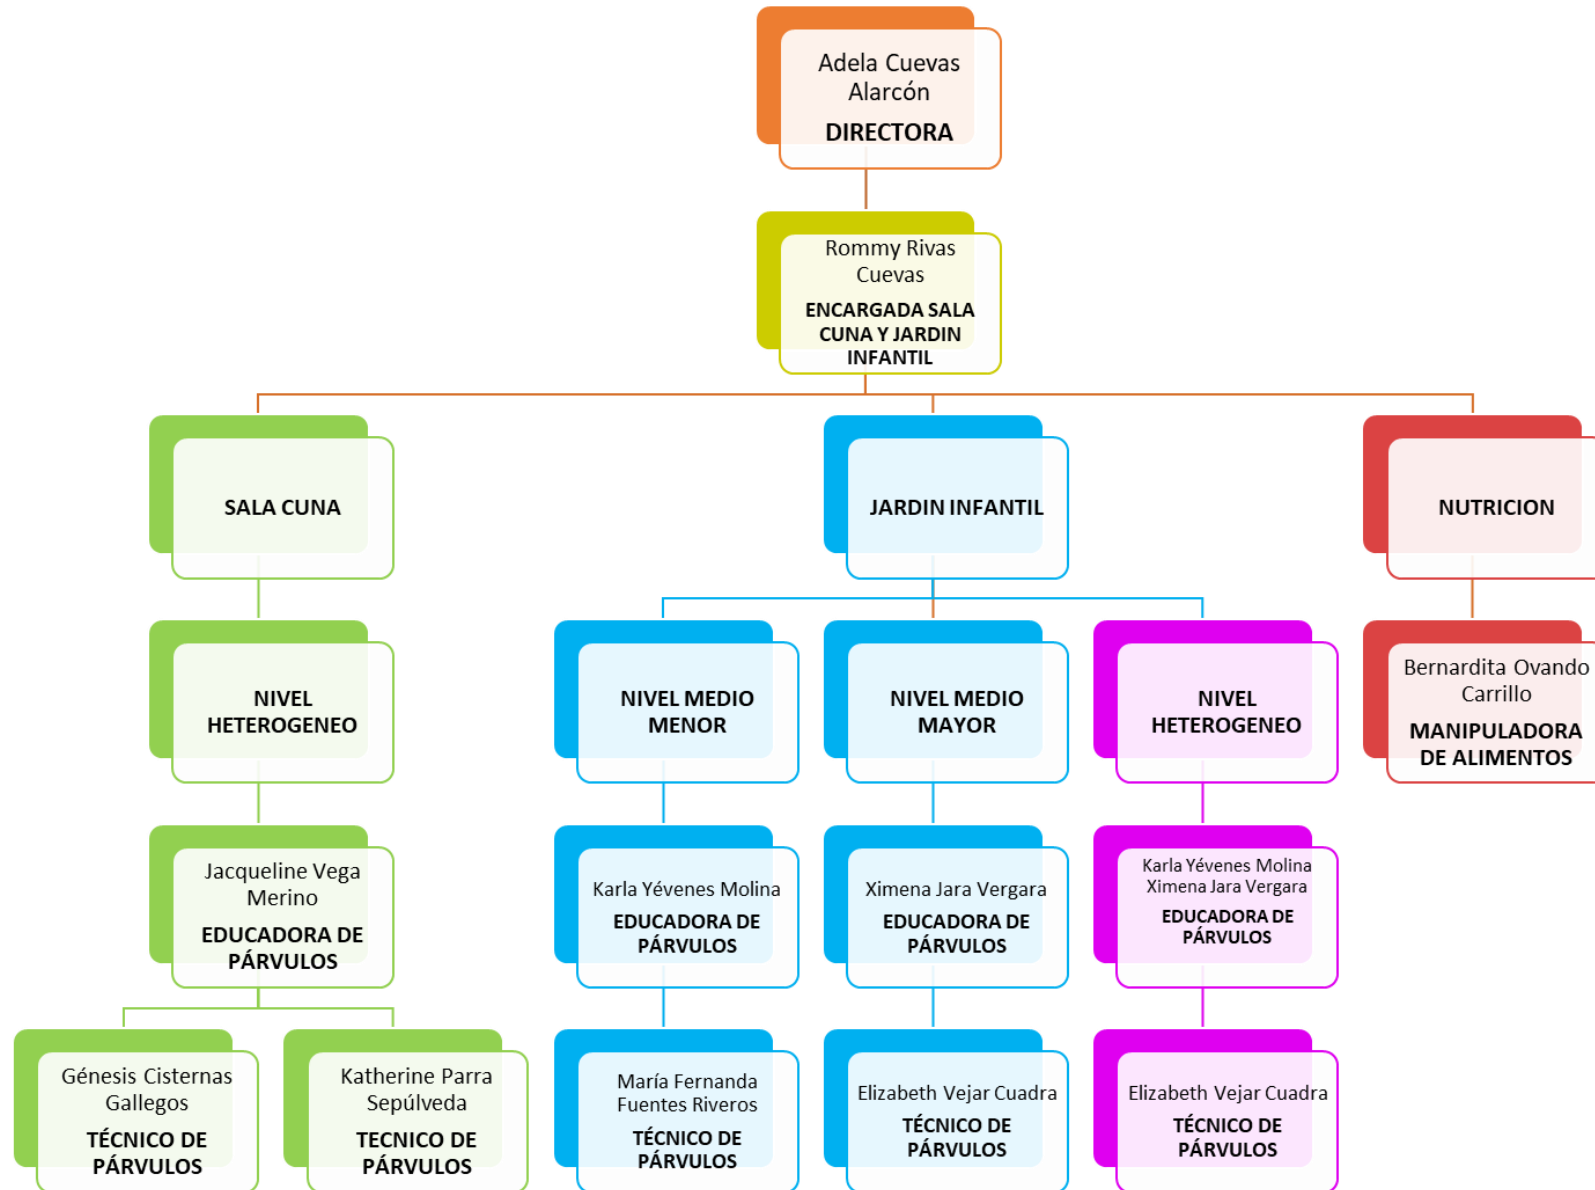 Adela Cuevas
Alarcón
DIRECTORA
Rommy Rivas
Cuevas
ENCARGADA SALA
CUNA Y JARDIN
INFANTIL
SALA CUNA
JARDIN INFANTIL
NUTRICION
NIVEL
HETEROGENEO
NIVEL MEDIO
MENOR
NIVEL MEDIO
MAYOR
NIVEL
HETEROGENEO
Bernardita Ovando
Carrillo
MANIPULADORA
DE ALIMENTOS
Jacqueline Vega
Merino
EDUCADORA DE
PÁRVULOS
Karla Yévenes Molina
EDUCADORA DE
PÁRVULOS
Ximena Jara Vergara
EDUCADORA DE
PÁRVULOS
Karla Yévenes Molina
Ximena Jara Vergara
EDUCADORA DE
PÁRVULOS
Génesis Cisternas
Gallegos
TÉCNICO DE
PÁRVULOS
Katherine Parra
Sepúlveda
TECNICO DE
PÁRVULOS
María Fernanda
Fuentes Riveros
TÉCNICO DE
PÁRVULOS
Elizabeth Vejar Cuadra
TÉCNICO DE
PÁRVULOS
Elizabeth Vejar Cuadra
TÉCNICO DE
PÁRVULOS